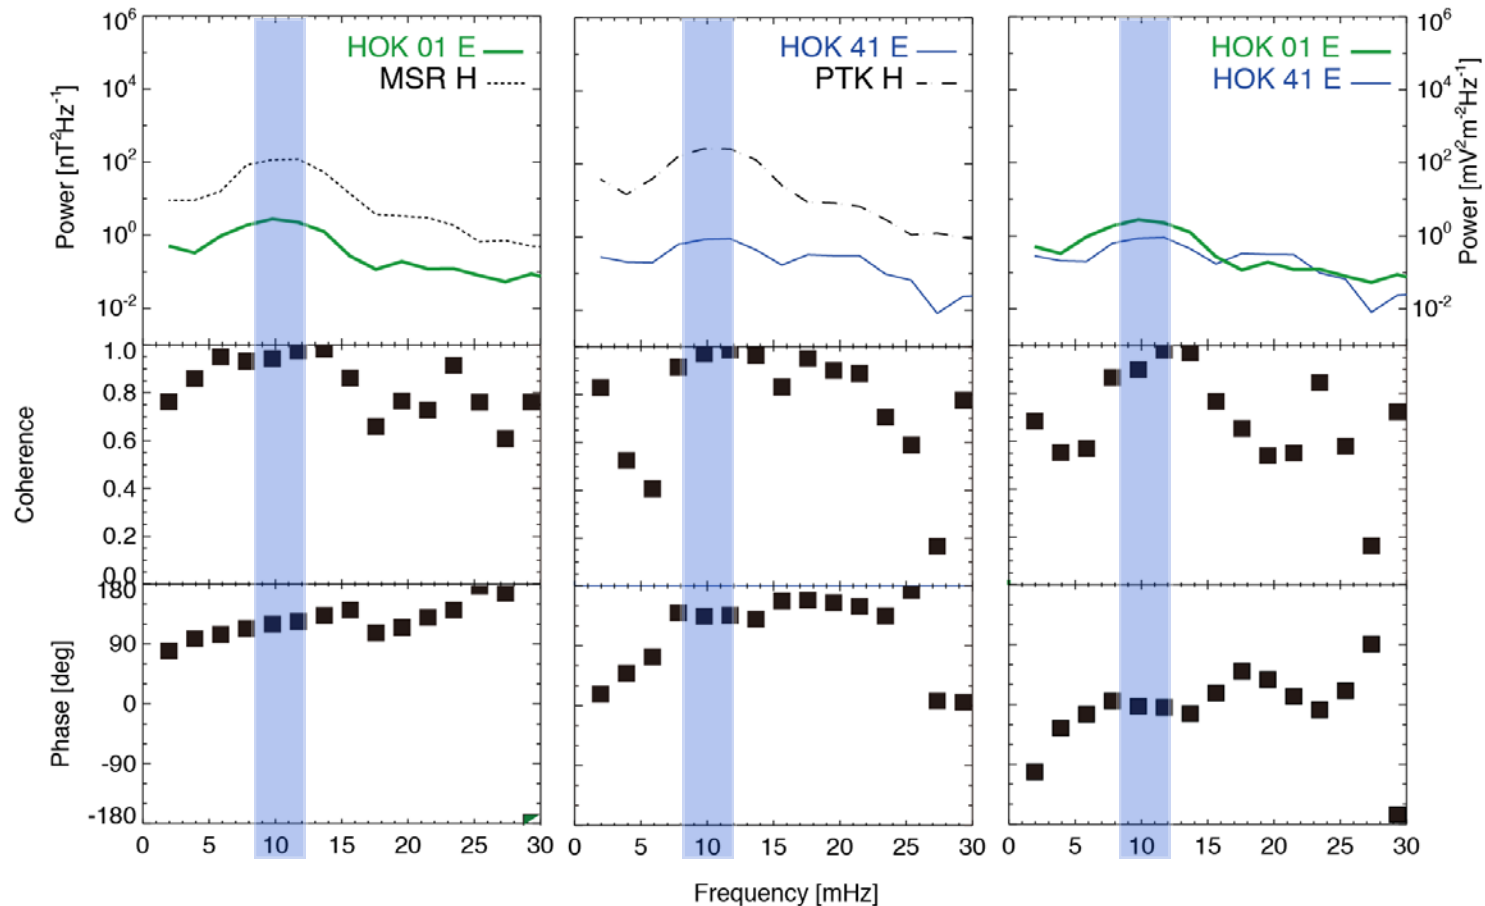 HOK 01 E
MSR H
HOK 41 E
PTK H
HOK 01 E
HOK 41 E
Power [nT²Hz⁻¹]
10⁶
10⁴
10²
10⁰
10⁻²
10⁶
10⁴
10²
10⁰
10⁻²
Power [mV²m⁻²Hz⁻¹]
Coherence
1.0
0.8
0.6
0.4
0.2
0.0
Phase [deg]
180
90
0
-90
-180
0 5 10 15 20 25 30
0 5 10 15 20 25 30
0 5 10 15 20 25 30
Frequency [mHz]